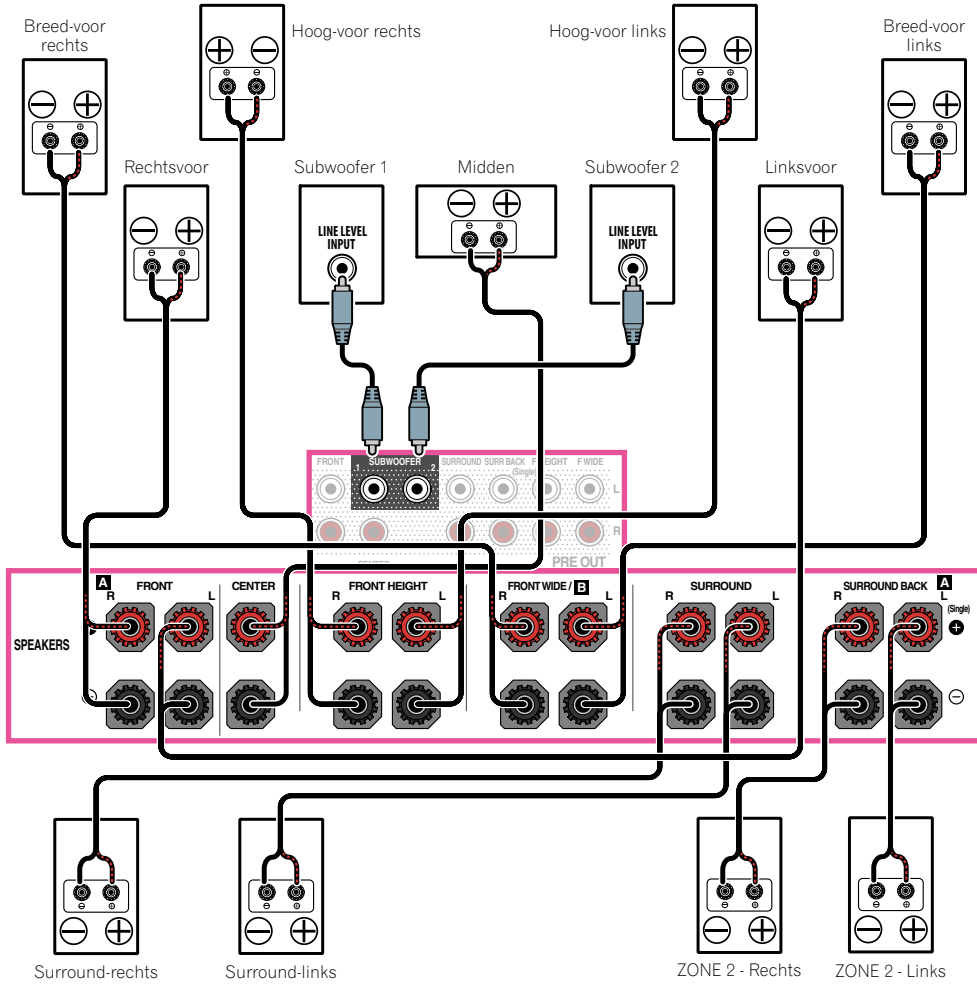 Breed-voor
rechts
Hoog-voor rechts
Hoog-voor links
Breed-voor
links
Rechtsvoor
Subwoofer 1
Midden
Subwoofer 2
Linksvoor
LINE LEVEL
INPUT
LINE LEVEL
INPUT
FRONT
SUBWOOFER
1
2
SURROUND
SURR BACK
(Single)
F WIDE
L
R
PRE OUT
SPEAKERS
A
FRONT
R
L
CENTER
FRONT HEIGHT
R
L
FRONT WIDE / B
R
L
SURROUND
R
L
SURROUND BACK
A
R
L
(Single)
Surround-rechts
Surround-links
ZONE 2 - Rechts
ZONE 2 - Links